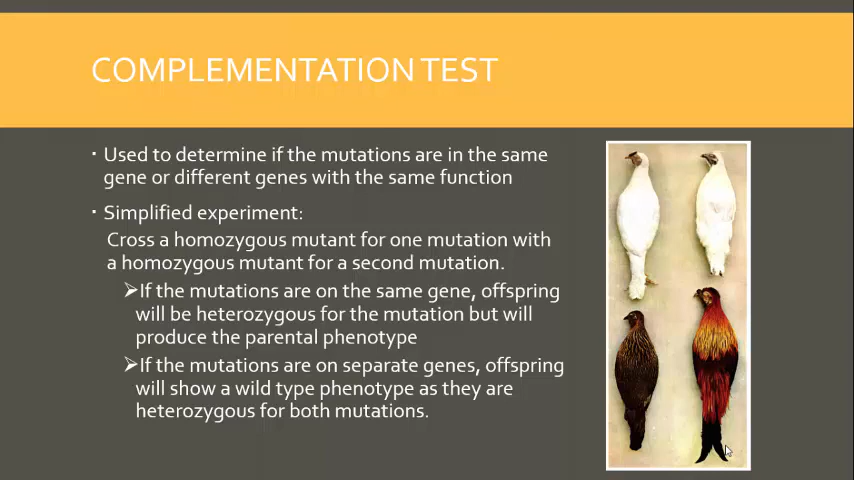 COMPLEMENTATION TEST
· Used to determine if the mutations are in the same
gene or different genes with the same function
· Simplified experiment:
Cross a homozygous mutant for one mutation with
a homozygous mutant for a second mutation.
➢If the mutations are on the same gene, offspring
will be heterozygous for the mutation but will
produce the parental phenotype
➢If the mutations are on separate genes, offspring
will show a wild type phenotype as they are
heterozygous for both mutations.